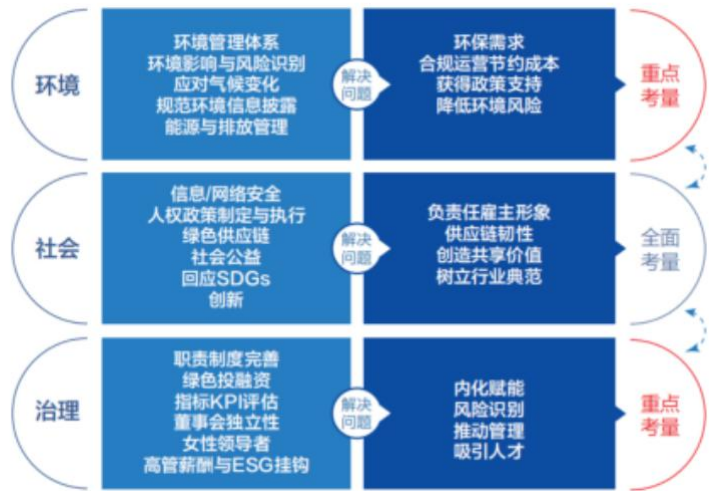 环境
环境管理体系
环境影响与风险识别
应对气候变化
规范环境信息披露
能源与排放管理
解决
问题
环保需求
合规运营节约成本
获得政策支持
降低环境风险
重点
考量
社会
信息/网络安全
人权政策制定与执行
绿色供应链
社会公益
回应SDGs
创新
解决
问题
负责任雇主形象
供应链韧性
创造共享价值
树立行业典范
全面
考量
治理
职责制度完善
绿色投融资
指标KPI评估
董事会独立性
女性领导者
高管薪酬与ESG挂钩
解决
问题
内化赋能
风险识别
推动管理
吸引人才
重点
考量